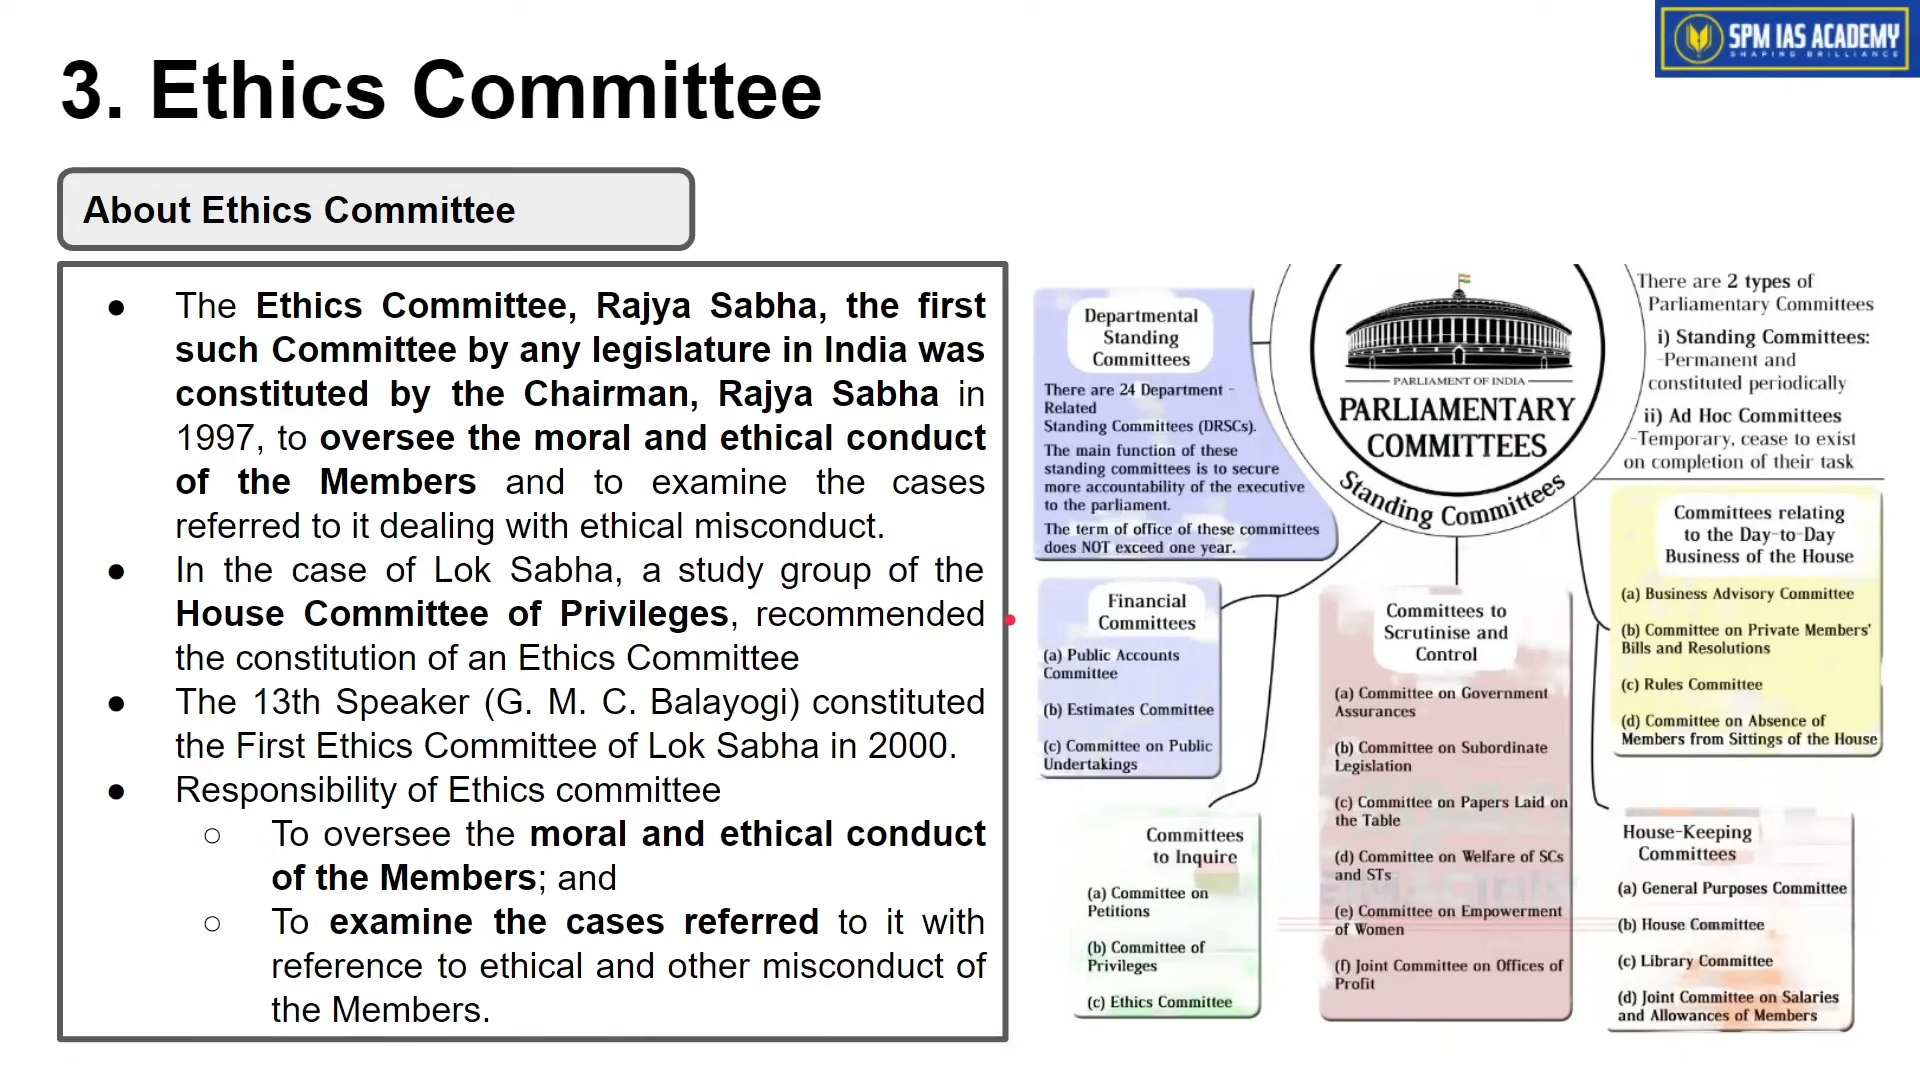 SPM IAS ACADEMY
SHAPING BRILLIANCE
3. Ethics Committee
About Ethics Committee
● The Ethics Committee, Rajya Sabha, the first
such Committee by any legislature in India was
constituted by the Chairman, Rajya Sabha in
1997, to oversee the moral and ethical conduct
of the Members and to examine the cases
referred to it dealing with ethical misconduct.
● In the case of Lok Sabha, a study group of the
House Committee of Privileges, recommended
the constitution of an Ethics Committee
● The 13th Speaker (G. M. C. Balayogi) constituted
the First Ethics Committee of Lok Sabha in 2000.
● Responsibility of Ethics committee
○ To oversee the moral and ethical conduct
of the Members; and
○ To examine the cases referred to it with
reference to ethical and other misconduct of
the Members.
PARLIAMENT OF INDIA
PARLIAMENTARY
COMMITTEES
Standing Committees
There are 2 types of
Parliamentary Committees
i) Standing Committees:
-Permanent and
constituted periodically
ii) Ad Hoc Committees
-Temporary, cease to exist
on completion of their task
Departmental
Standing
Committees
There are 24 Department -
Related
Standing Committees (DRSCs).
The main function of these
standing committees is to secure
more accountability of the executive
to the parliament.
The term of office of these committees
does NOT exceed one year.
Financial
Committees
(a) Public Accounts
Committee
(b) Estimates Committee
(c) Committee on Public
Undertakings
Committees
to Inquire
(a) Committee on
Petitions
(b) Committee of
Privileges
(c) Ethics Committee
Committees to
Scrutinise and
Control
(a) Committee on Government
Assurances
(b) Committee on Subordinate
Legislation
(c) Committee on Papers Laid on
the Table
(d) Committee on Welfare of SCs
and STs
(e) Committee on Empowerment
of Women
(f) Joint Committee on Offices of
Profit
Committees relating
to the Day-to-Day
Business of the House
(a) Business Advisory Committee
(b) Committee on Private Members'
Bills and Resolutions
(c) Rules Committee
(d) Committee on Absence of
Members from Sittings of the House
House-Keeping
Committees
(a) General Purposes Committee
(b) House Committee
(c) Library Committee
(d) Joint Committee on Salaries
and Allowances of Members